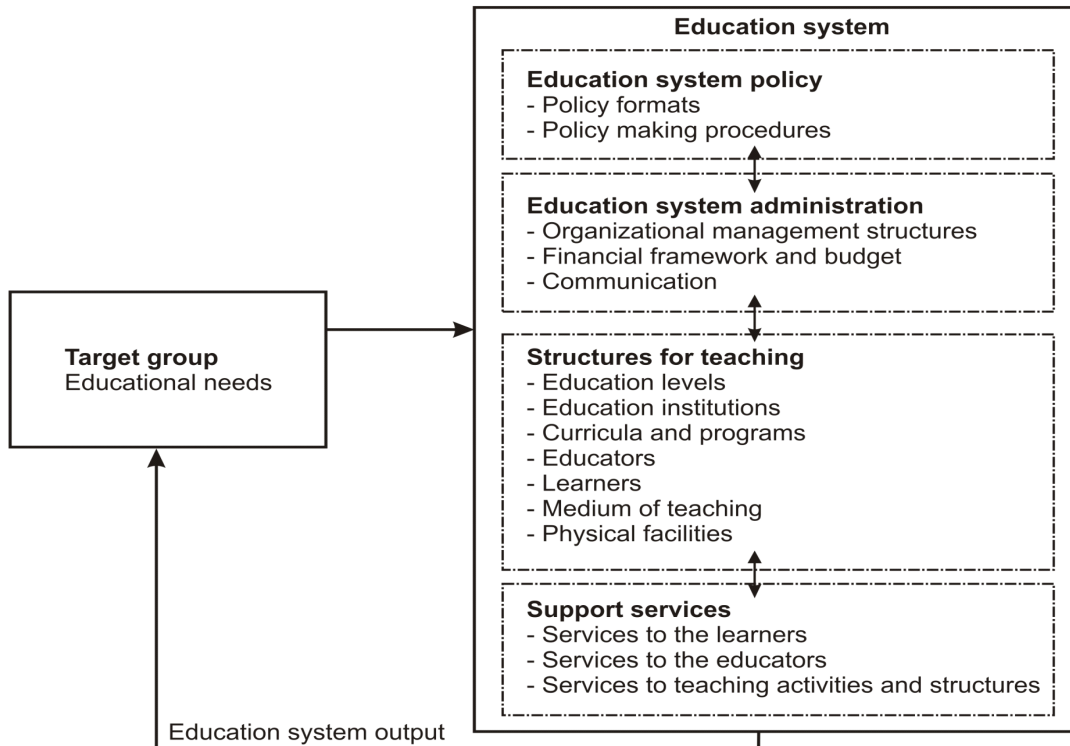 Education system
Education system policy
- Policy formats
- Policy making procedures
Education system administration
- Organizational management structures
- Financial framework and budget
- Communication
Target group
Educational needs
Structures for teaching
- Education levels
- Education institutions
- Curricula and programs
- Educators
- Learners
- Medium of teaching
- Physical facilities
Support services
- Services to the learners
- Services to the educators
- Services to teaching activities and structures
Education system output